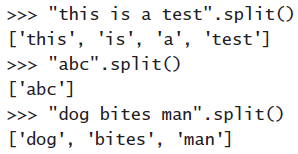 >>> "this is a test".split()
['this', 'is', 'a', 'test']
>>> "abc".split()
['abc']
>>> "dog bites man".split()
['dog', 'bites', 'man']